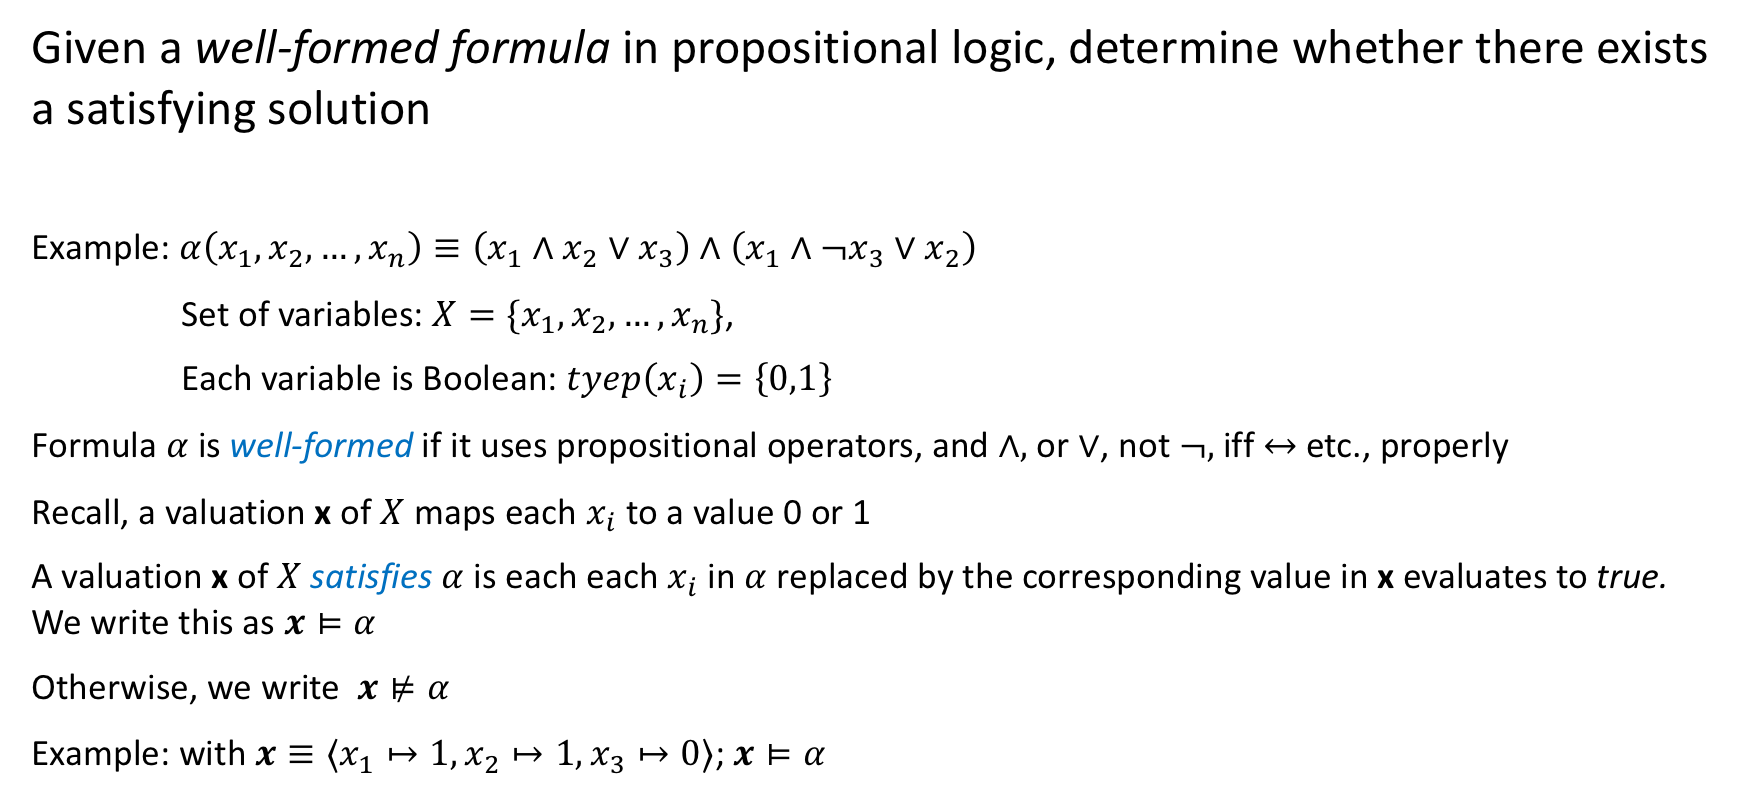 Given a well-formed formula in propositional logic, determine whether there exists
a satisfying solution
Example: α(x₁, x₂, … , xₙ) ≡ (x₁ ∧ x₂ ∨ x₃) ∧ (x₁ ∧ ¬x₃ ∨ x₂)
Set of variables: X = {x₁, x₂, … , xₙ},
Each variable is Boolean: tyep(xᵢ) = {0,1}
Formula α is well-formed if it uses propositional operators, and ∧, or ∨, not ¬, iff ↔ etc., properly
Recall, a valuation x of X maps each xᵢ to a value 0 or 1
A valuation x of X satisfies α is each each xᵢ in α replaced by the corresponding value in x evaluates to true.
We write this as x ⊨ α
Otherwise, we write x ⊭ α
Example: with x ≡ ⟨x₁ ↦ 1, x₂ ↦ 1, x₃ ↦ 0⟩; x ⊨ α